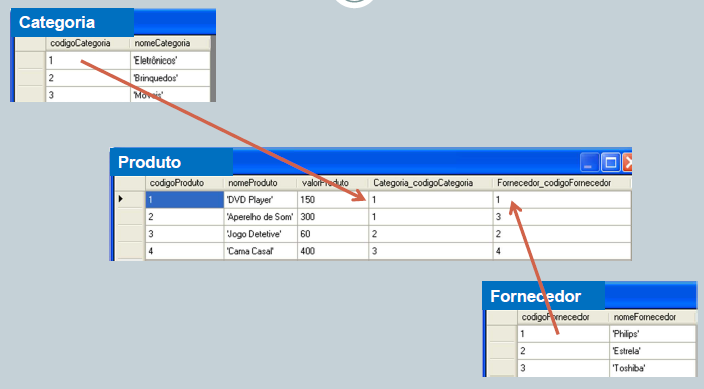 Categoria
codigoCategoria nomeCategoria
1 'Eletrônicos'
2 'Brinquedos'
3 'Móveis'
Produto
codigoProduto nomeProduto valorProduto Categoria_codigoCategoria Fornecedor_codigoFornecedor
1 'DVD Player' 150 1 1
2 'Aperelho de Som' 300 1 3
3 'Jogo Detetive' 60 2 2
4 'Cama Casal' 400 3 4
Fornecedor
codigoFornecedor nomeFornecedor
1 'Philips'
2 'Estrela'
3 'Toshiba'